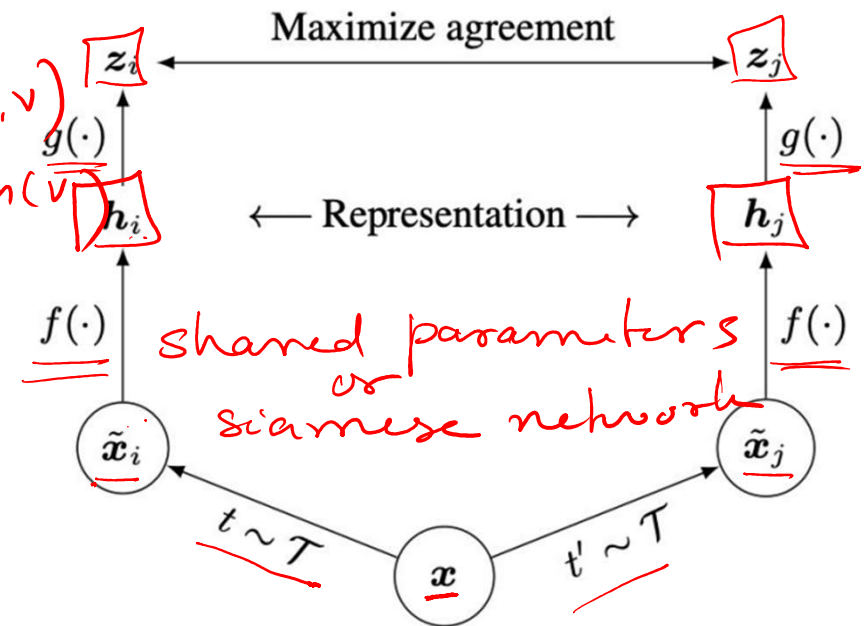 Maximize agreement
z_i z_j
, v)
g(·) g(·)
n(v)
h_i ← Representation → h_j
f(·) shared parameters f(·)
or
siamese network
x̃_i x̃_j
t ∼ 𝒯 t' ∼ 𝒯
x